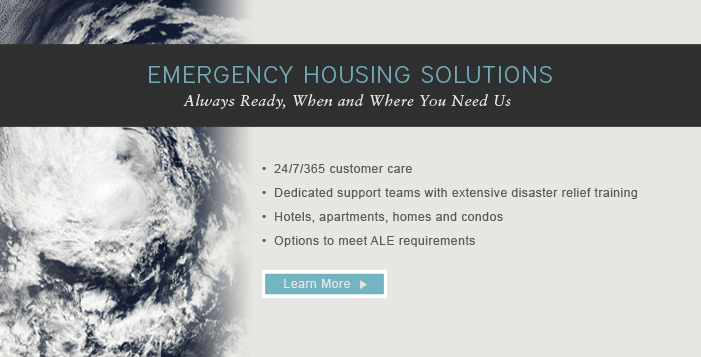 EMERGENCY HOUSING SOLUTIONS
Always Ready, When and Where You Need Us
• 24/7/365 customer care
• Dedicated support teams with extensive disaster relief training
• Hotels, apartments, homes and condos
• Options to meet ALE requirements
Learn More